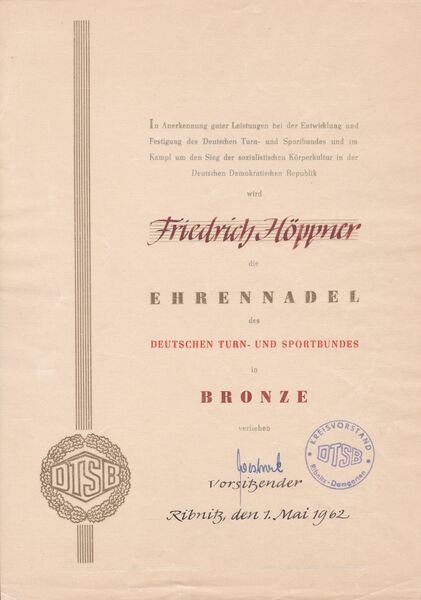 In Anerkennung guter Leistungen bei der Entwicklung und
Festigung des Deutschen Turn- und Sportbundes und im
Kampf um den Sieg der sozialistischen Körperkultur in der
Deutschen Demokratischen Republik
wird
Friedrich Höppner
die
EHRENNADEL
des
DEUTSCHEN TURN- UND SPORTBUNDES
in
BRONZE
verliehen
KREISVORSTAND
DTSB
Ribnitz-Damgarten
DTSB
Vorsitzender
Ribnitz, den 1. Mai 1962